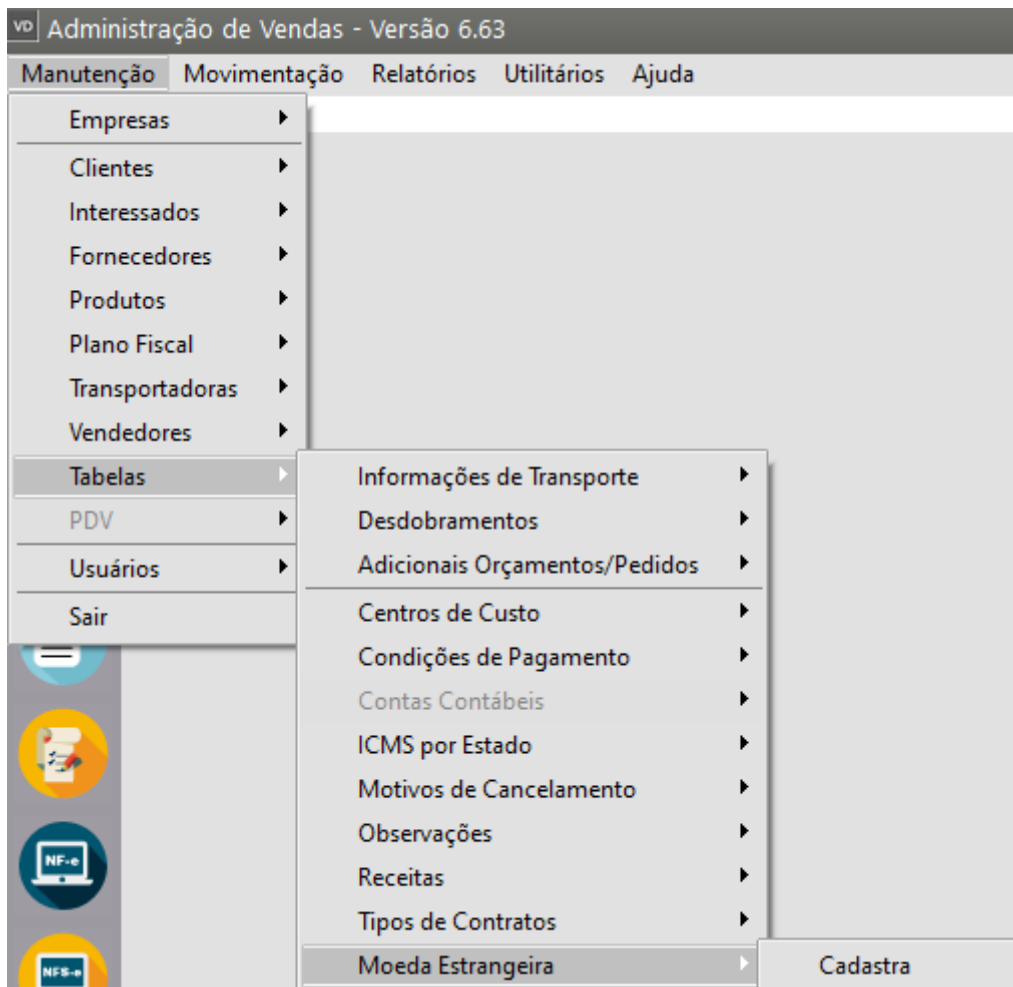 VD Administração de Vendas - Versão 6.63
Manutenção Movimentação Relatórios Utilitários Ajuda
Empresas
Clientes
Interessados
Fornecedores
Produtos
Plano Fiscal
Transportadoras
Vendedores
Tabelas
PDV
Usuários
Sair
Informações de Transporte
Desdobramentos
Adicionais Orçamentos/Pedidos
Centros de Custo
Condições de Pagamento
Contas Contábeis
ICMS por Estado
Motivos de Cancelamento
Observações
Receitas
Tipos de Contratos
Moeda Estrangeira
Cadastra
NF-e
NFS-e